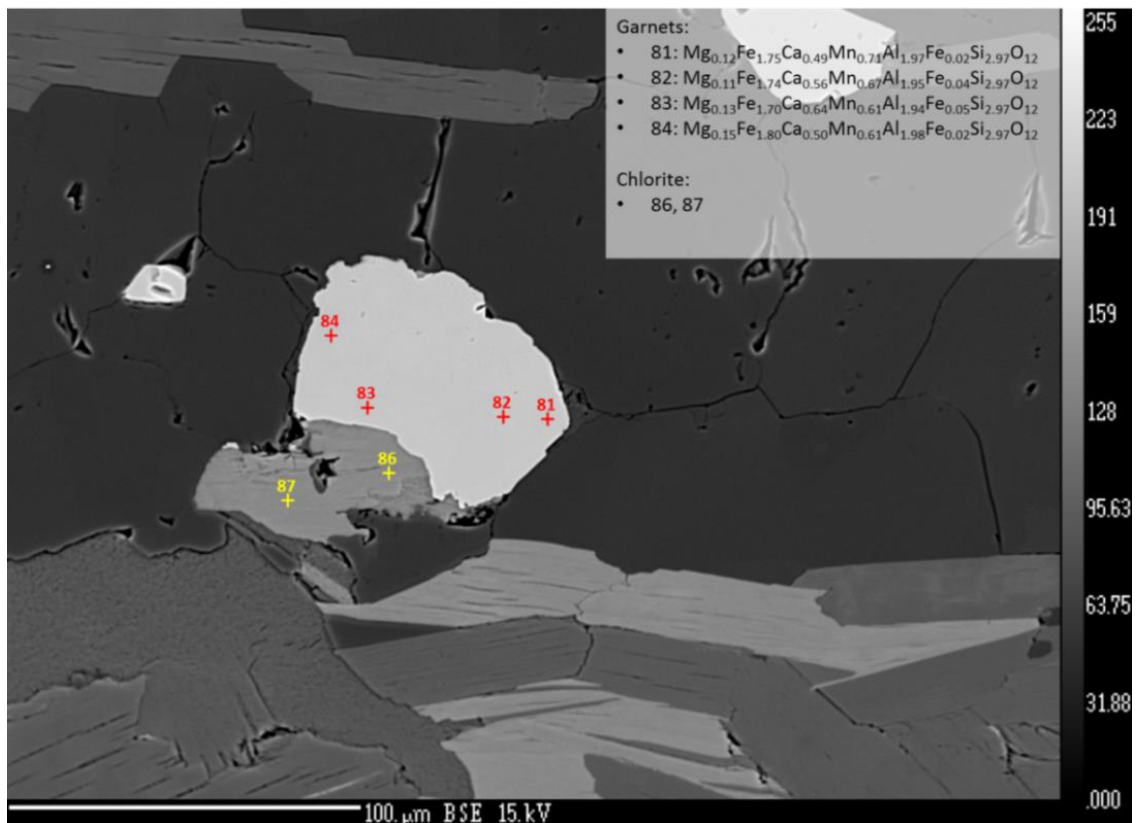 Garnets:
• 81: Mg0.12Fe1.75Ca0.49Mn0.71Al1.97Fe0.02Si2.97O12
• 82: Mg0.11Fe1.74Ca0.56Mn0.67Al1.95Fe0.04Si2.97O12
• 83: Mg0.13Fe1.70Ca0.64Mn0.61Al1.94Fe0.05Si2.97O12
• 84: Mg0.15Fe1.80Ca0.50Mn0.61Al1.98Fe0.02Si2.97O12
Chlorite:
• 86, 87
255
223
191
159
128
95.63
63.75
31.88
.000
84
83
82
81
86
87
100.µm BSE 15.kV